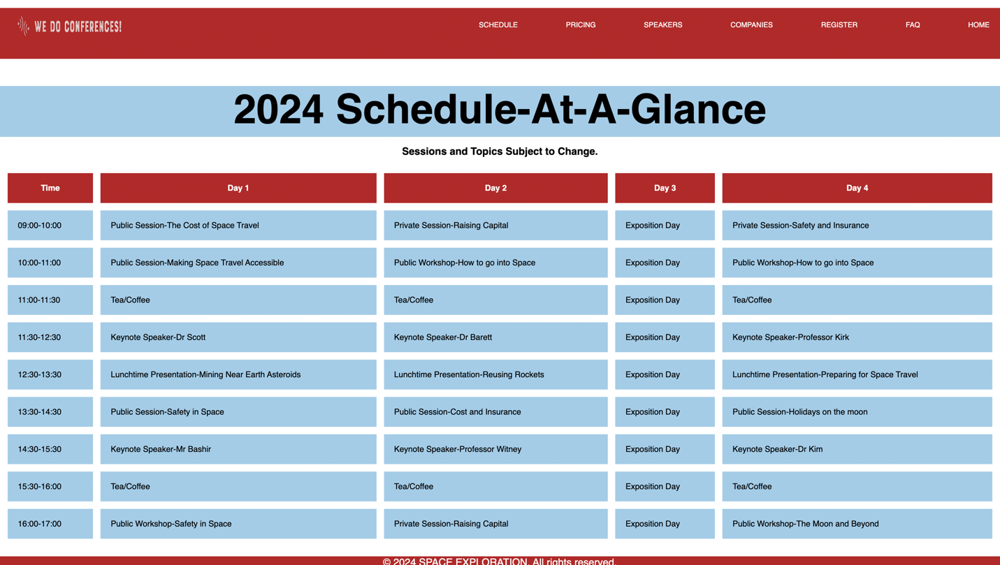 WE DO CONFERENCES! SCHEDULE PRICING SPEAKERS COMPANIES REGISTER FAQ HOME
2024 Schedule-At-A-Glance
Sessions and Topics Subject to Change.
Time Day 1 Day 2 Day 3 Day 4
09:00-10:00 Public Session-The Cost of Space Travel Private Session-Raising Capital Exposition Day Private Session-Safety and Insurance
10:00-11:00 Public Session-Making Space Travel Accessible Public Workshop-How to go into Space Exposition Day Public Workshop-How to go into Space
11:00-11:30 Tea/Coffee Tea/Coffee Exposition Day Tea/Coffee
11:30-12:30 Keynote Speaker-Dr Scott Keynote Speaker-Dr Barett Exposition Day Keynote Speaker-Professor Kirk
12:30-13:30 Lunchtime Presentation-Mining Near Earth Asteroids Lunchtime Presentation-Reusing Rockets Exposition Day Lunchtime Presentation-Preparing for Space Travel
13:30-14:30 Public Session-Safety in Space Public Session-Cost and Insurance Exposition Day Public Session-Holidays on the moon
14:30-15:30 Keynote Speaker-Mr Bashir Keynote Speaker-Professor Witney Exposition Day Keynote Speaker-Dr Kim
15:30-16:00 Tea/Coffee Tea/Coffee Exposition Day Tea/Coffee
16:00-17:00 Public Workshop-Safety in Space Private Session-Raising Capital Exposition Day Public Workshop-The Moon and Beyond
© 2024 SPACE EXPLORATION. All rights reserved.